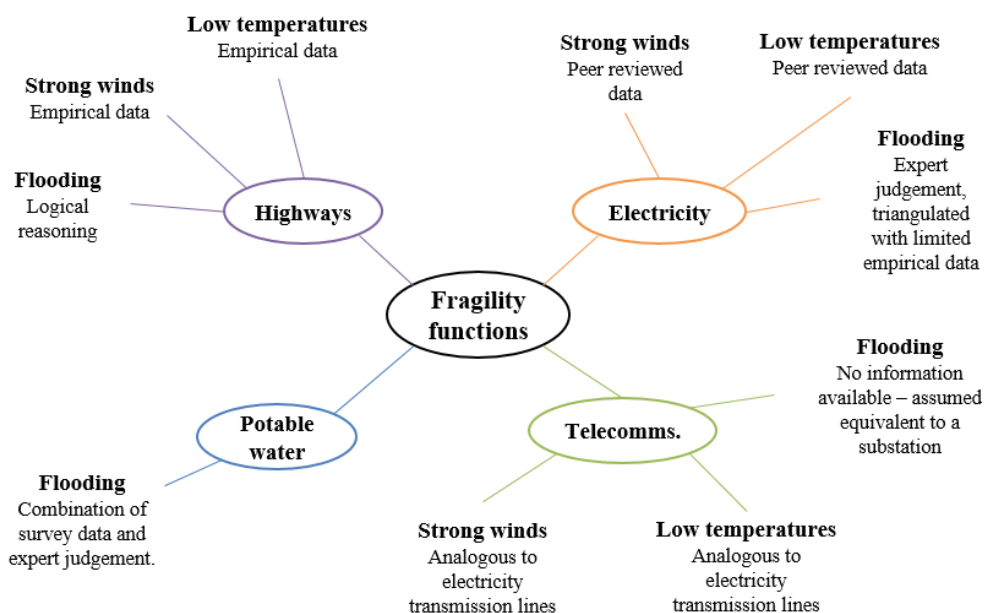 Low temperatures
Empirical data
Strong winds
Empirical data
Flooding
Logical
reasoning
Highways
Strong winds
Peer reviewed
data
Low temperatures
Peer reviewed data
Flooding
Expert
judgement,
triangulated
with limited
empirical data
Electricity
Fragility
functions
Potable
water
Flooding
Combination of
survey data and
expert judgement.
Telecomms.
Flooding
No information
available – assumed
equivalent to a
substation
Strong winds
Analogous to
electricity
transmission lines
Low temperatures
Analogous to
electricity
transmission lines